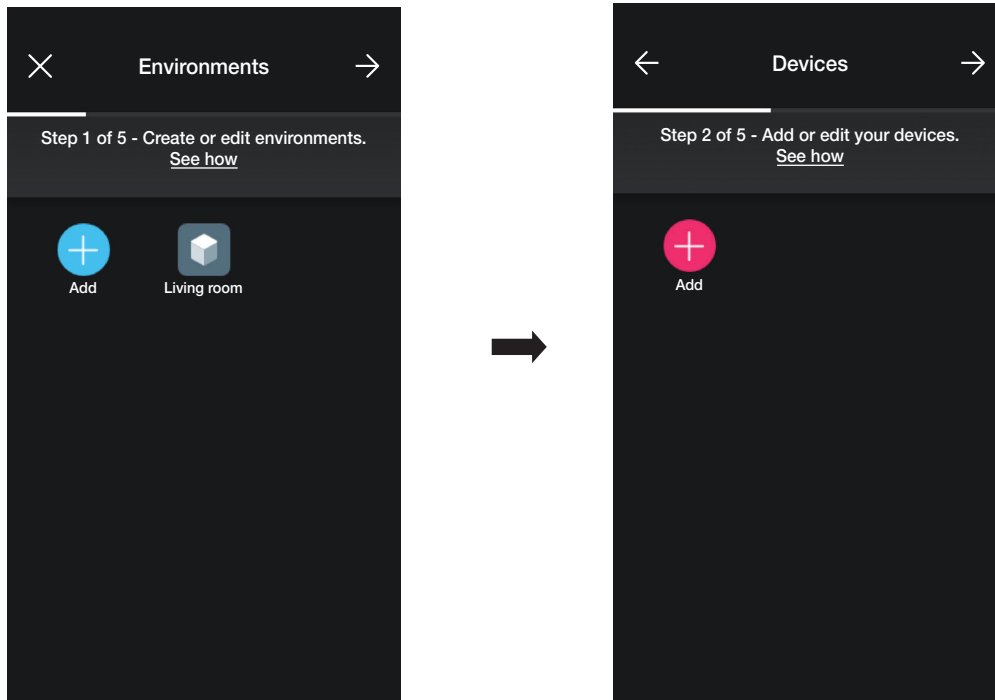 Environments
Step 1 of 5 - Create or edit environments.
See how
Add
Living room
Devices
Step 2 of 5 - Add or edit your devices.
See how
Add